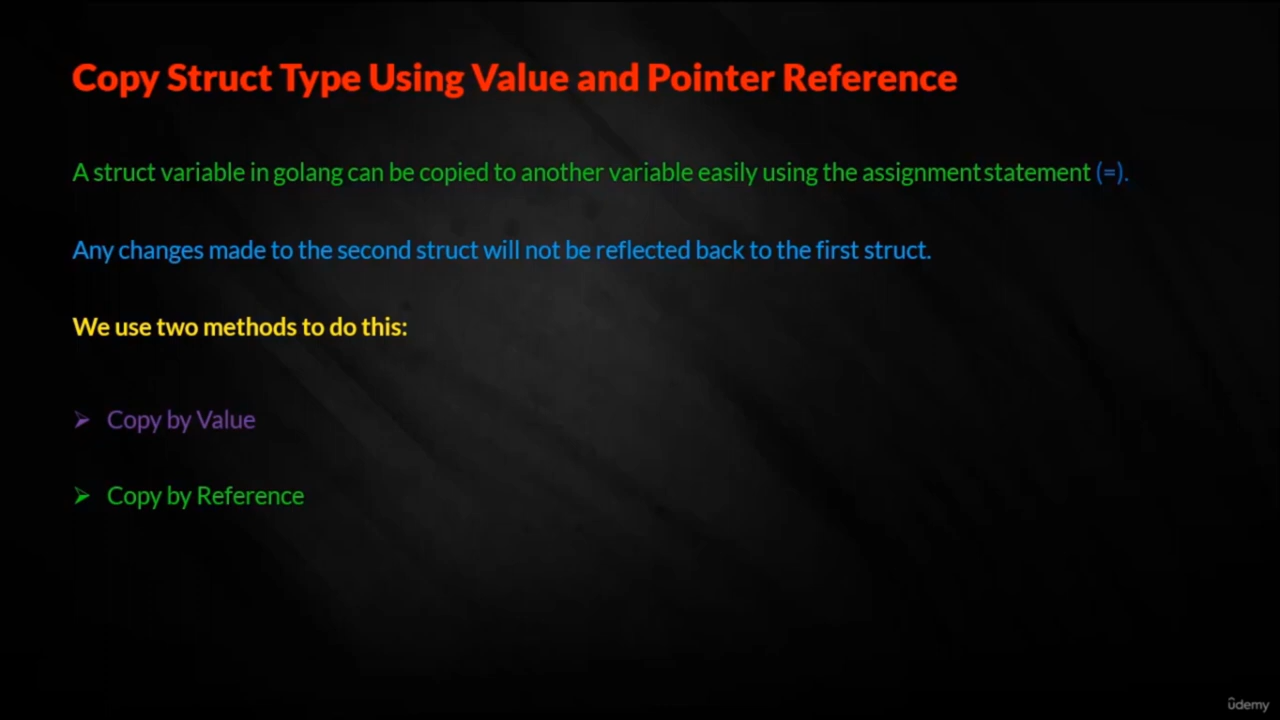 Copy Struct Type Using Value and Pointer Reference
A struct variable in golang can be copied to another variable easily using the assignment statement (=).
Any changes made to the second struct will not be reflected back to the first struct.
We use two methods to do this:
➢ Copy by Value
➢ Copy by Reference
ûdemy